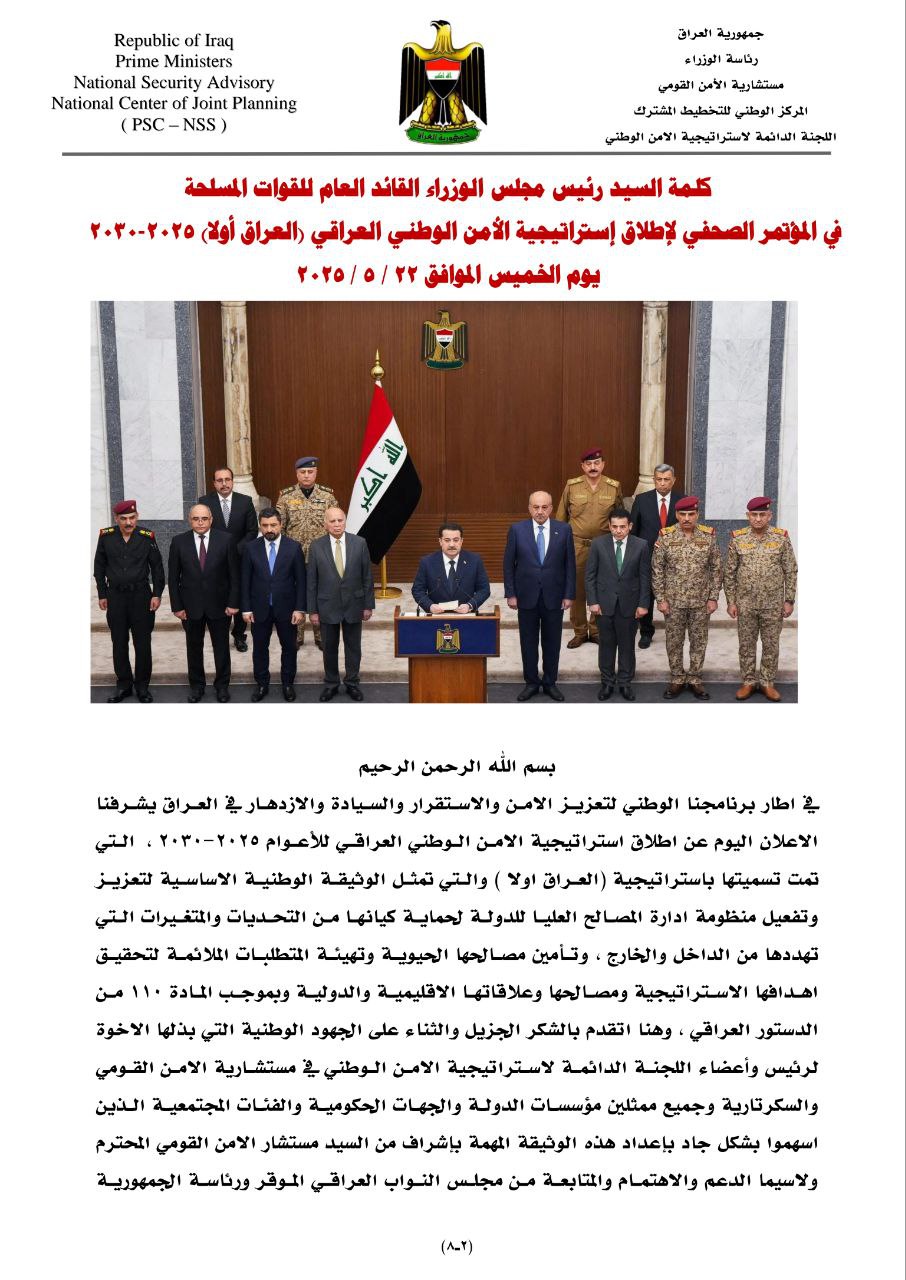 Republic of Iraq
Prime Ministers
National Security Advisory
National Center of Joint Planning
( PSC – NSS )
جمهورية العراق
رئاسة الوزراء
مستشارية الأمن القومي
المركز الوطني للتخطيط المشترك
اللجنة الدائمة لاستراتيجية الامن الوطني
كلمة السيد رئيس مجلس الوزراء القائد العام للقوات المسلحة
في المؤتمر الصحفي لإطلاق إستراتيجية الأمن الوطني العراقي (العراق أولا) ٢٠٢٥-٢٠٣٠
يوم الخميس الموافق ٢٢ / ٥ / ٢٠٢٥
الله اكبر
بسم الله الرحمن الرحيم
في اطار برنامجنا الوطني لتعزيز الامن والاستقرار والسيادة والازدهار في العراق يشرفنا
الاعلان اليوم عن اطلاق استراتيجية الامن الوطني العراقي للأعوام ٢٠٢٥-٢٠٣٠ ، التي
تمت تسميتها باستراتيجية (العراق اولا ) والتي تمثل الوثيقة الوطنية الاساسية لتعزيز
وتفعيل منظومة ادارة المصالح العليا للدولة لحماية كيانها من التحديات والمتغيرات التي
تهددها من الداخل والخارج ، وتأمين مصالحها الحيوية وتهيئة المتطلبات الملائمة لتحقيق
اهدافها الاستراتيجية ومصالحها وعلاقاتها الاقليمية والدولية وبموجب المادة ١١٠ من
الدستور العراقي ، وهنا اتقدم بالشكر الجزيل والثناء على الجهود الوطنية التي بذلها الاخوة
لرئيس وأعضاء اللجنة الدائمة لاستراتيجية الامن الوطني في مستشارية الامن القومي
والسكرتارية وجميع ممثلين مؤسسات الدولة والجهات الحكومية والفئات المجتمعية الذين
اسهموا بشكل جاد بإعداد هذه الوثيقة المهمة بإشراف من السيد مستشار الامن القومي المحترم
ولاسيما الدعم والاهتمام والمتابعة من مجلس النواب العراقي الموقر ورئاسة الجمهورية
(٢-٨)